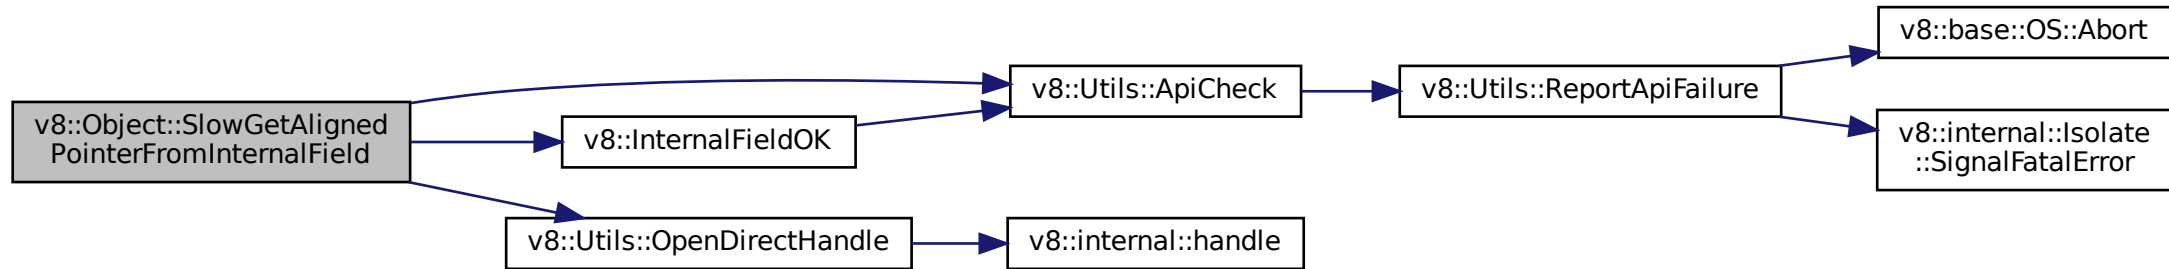 v8::Object::SlowGetAligned
PointerFromInternalField
v8::Utils::ApiCheck
v8::InternalFieldOK
v8::Utils::OpenDirectHandle
v8::internal::handle
v8::Utils::ReportApiFailure
v8::base::OS::Abort
v8::internal::Isolate
::SignalFatalError